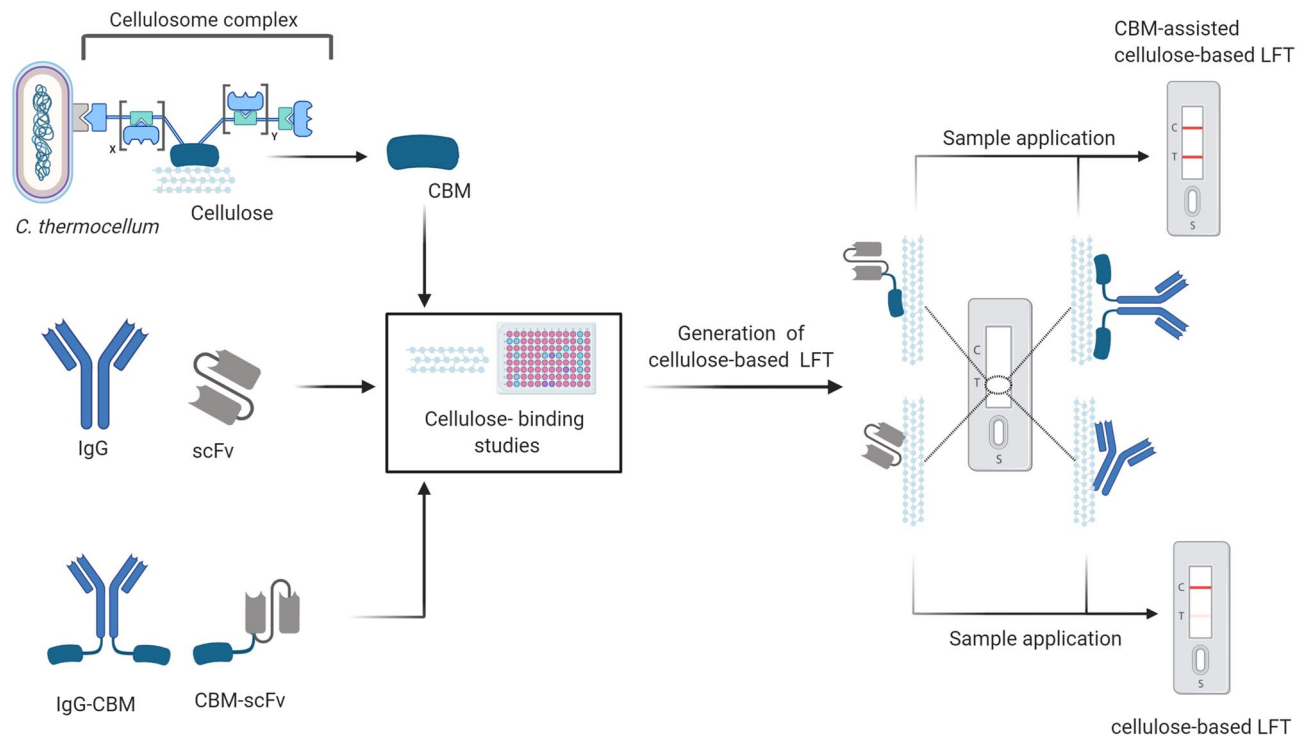 Cellulosome complex
X
Y
C. thermocellum
Cellulose
CBM
IgG
scFv
IgG-CBM
CBM-scFv
Cellulose- binding
studies
Generation of
cellulose-based LFT
C
T
S
Sample application
CBM-assisted
cellulose-based LFT
C
T
S
Sample application
C
T
S
cellulose-based LFT